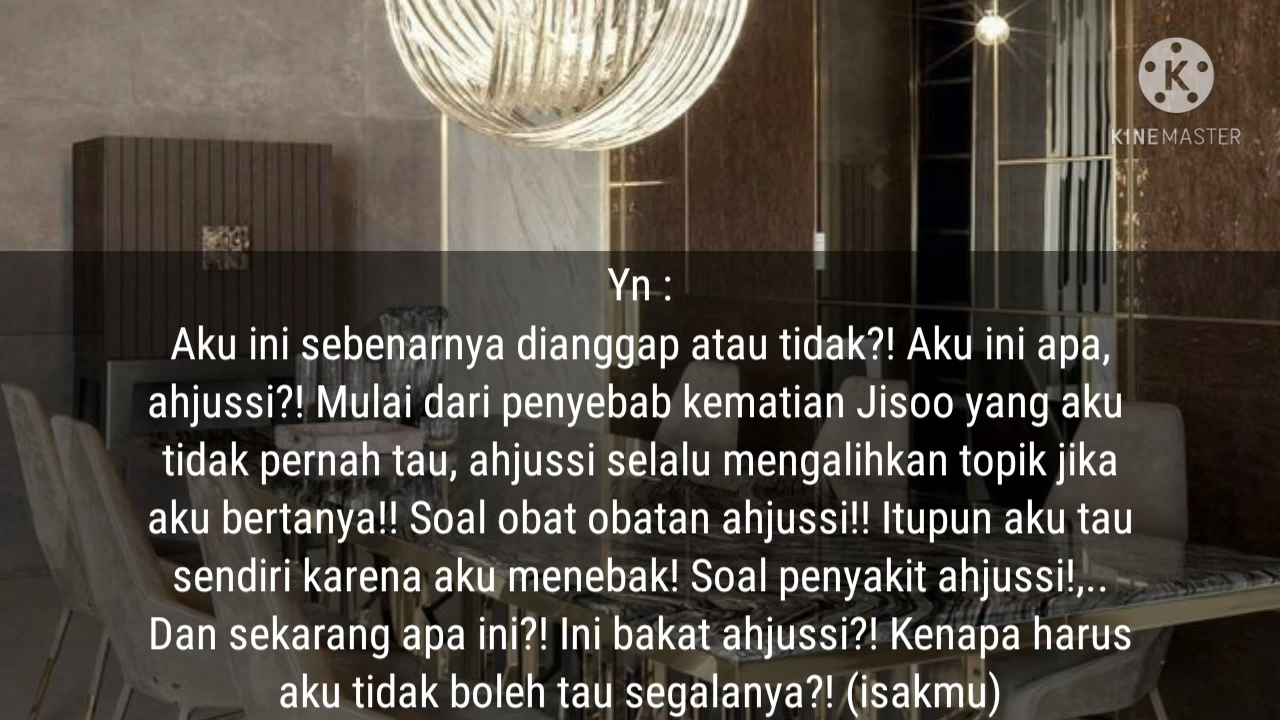 K
KINEMASTER
Yn :
Aku ini sebenarnya dianggap atau tidak?! Aku ini apa,
ahjussi?! Mulai dari penyebab kematian Jisoo yang aku
tidak pernah tau, ahjussi selalu mengalihkan topik jika
aku bertanya!! Soal obat obatan ahjussi!! Itupun aku tau
sendiri karena aku menebak! Soal penyakit ahjussi!,..
Dan sekarang apa ini?! Ini bakat ahjussi?! Kenapa harus
aku tidak boleh tau segalanya?! (isakmu)